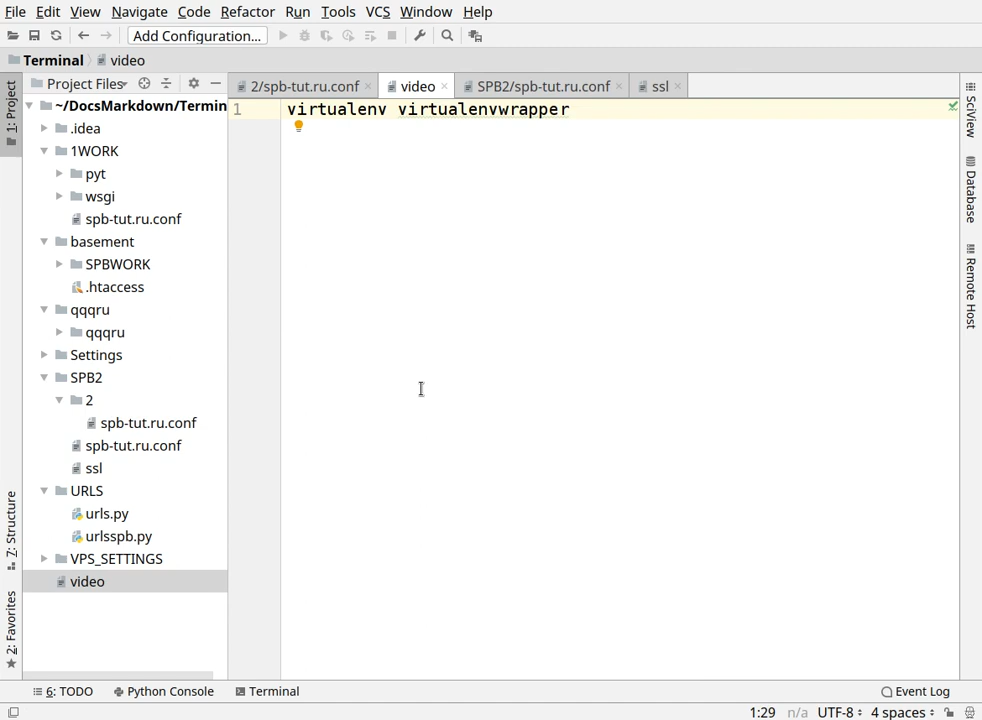 File Edit View Navigate Code Refactor Run Tools VCS Window Help
Add Configuration...
Terminal video
1: Project
Z: Structure
2: Favorites
Project Files
~/DocsMarkdown/Termin
.idea
1WORK
pyt
wsgi
spb-tut.ru.conf
basement
SPBWORK
.htaccess
qqqru
qqqru
Settings
SPB2
2
spb-tut.ru.conf
spb-tut.ru.conf
ssl
URLS
urls.py
urlsspb.py
VPS_SETTINGS
video
2/spb-tut.ru.conf video SPB2/spb-tut.ru.conf ssl
1 virtualenv virtualenvwrapper
SciView
Database
Remote Host
6: TODO Python Console Terminal Event Log
1:29 n/a UTF-8 4 spaces